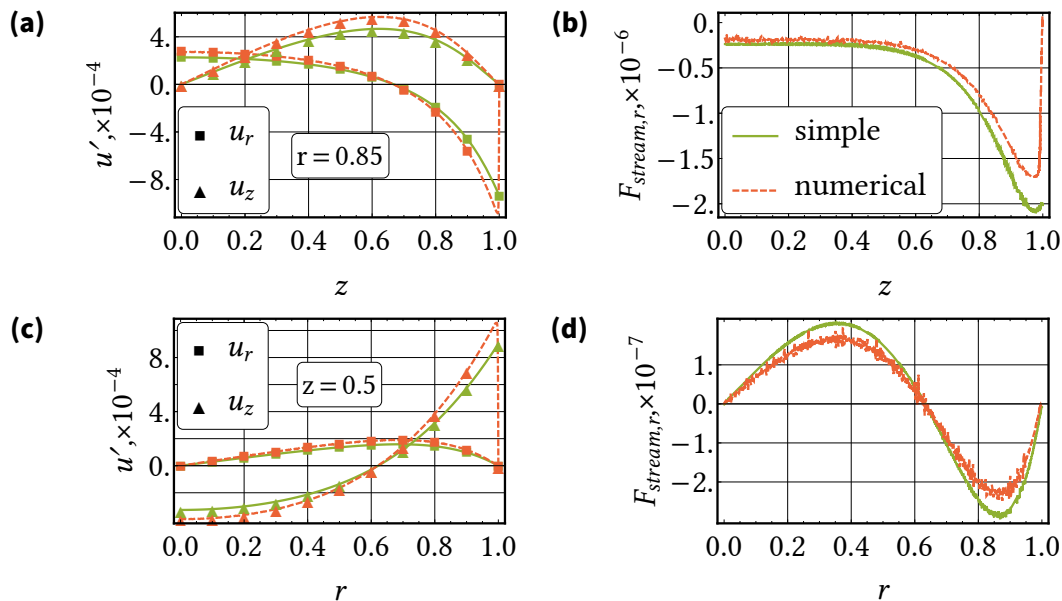 (a)
u′,×10⁻⁴
4.
0.
−4.
−8.
u_r
u_z
r = 0.85
0.0 0.2 0.4 0.6 0.8 1.0
z
(b)
F_stream,r,×10⁻⁶
0.
−0.5
−1.
−1.5
−2.
simple
numerical
0.0 0.2 0.4 0.6 0.8 1.0
z
(c)
u′,×10⁻⁴
8.
4.
0.
u_r
u_z
z = 0.5
0.0 0.2 0.4 0.6 0.8 1.0
r
(d)
F_stream,r,×10⁻⁷
1.
0.
−1.
−2.
0.0 0.2 0.4 0.6 0.8 1.0
r